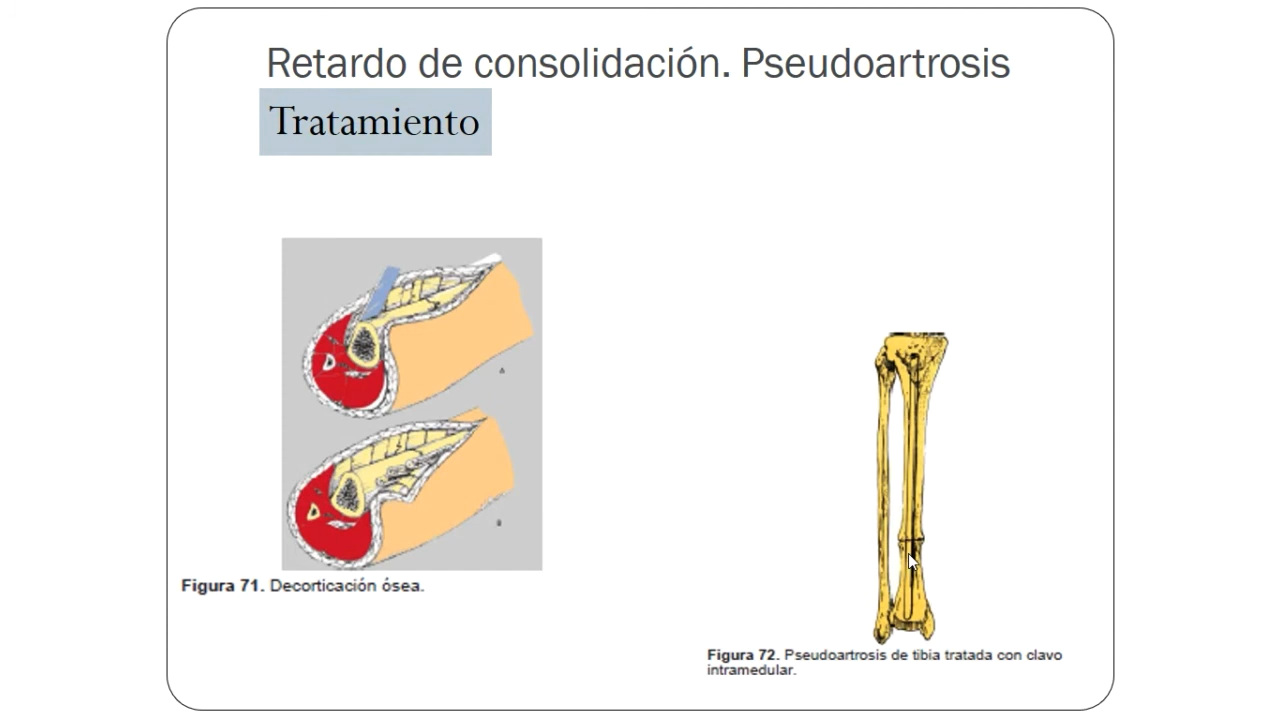 Retardo de consolidación. Pseudoartrosis
Tratamiento
A
B
Figura 71. Decorticación ósea.
Figura 72. Pseudoartrosis de tibia tratada con clavo
intramedular.